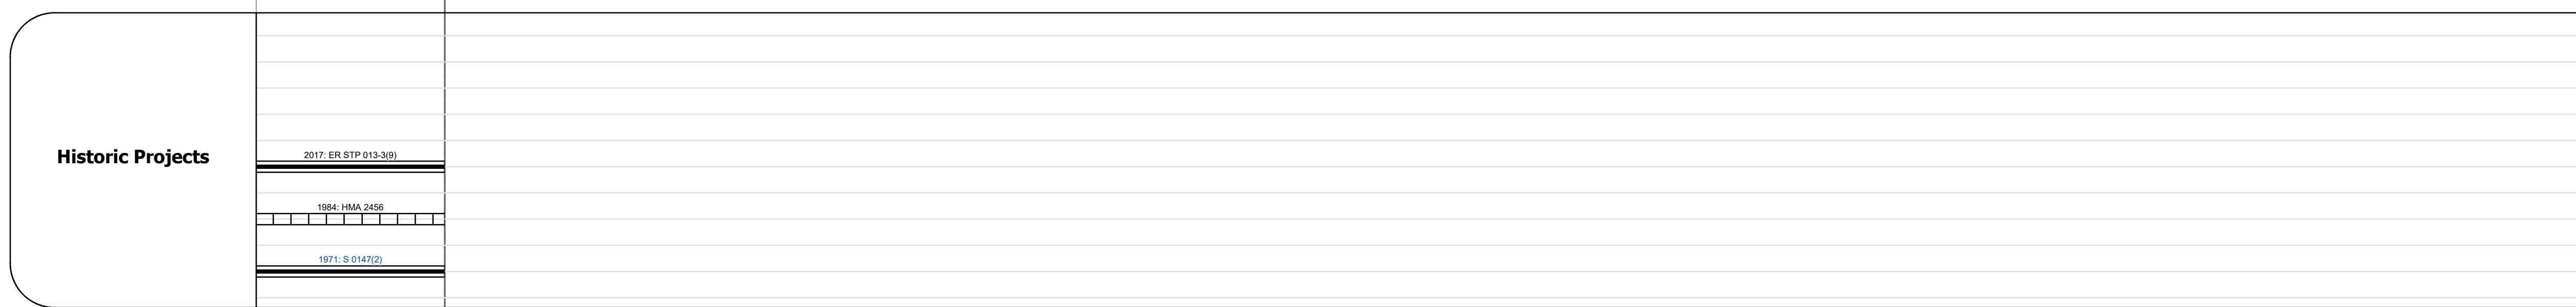 Historic Projects
2017: ER STP 013-3(9)
1984: HMA 2456
1971: S 0147(2)